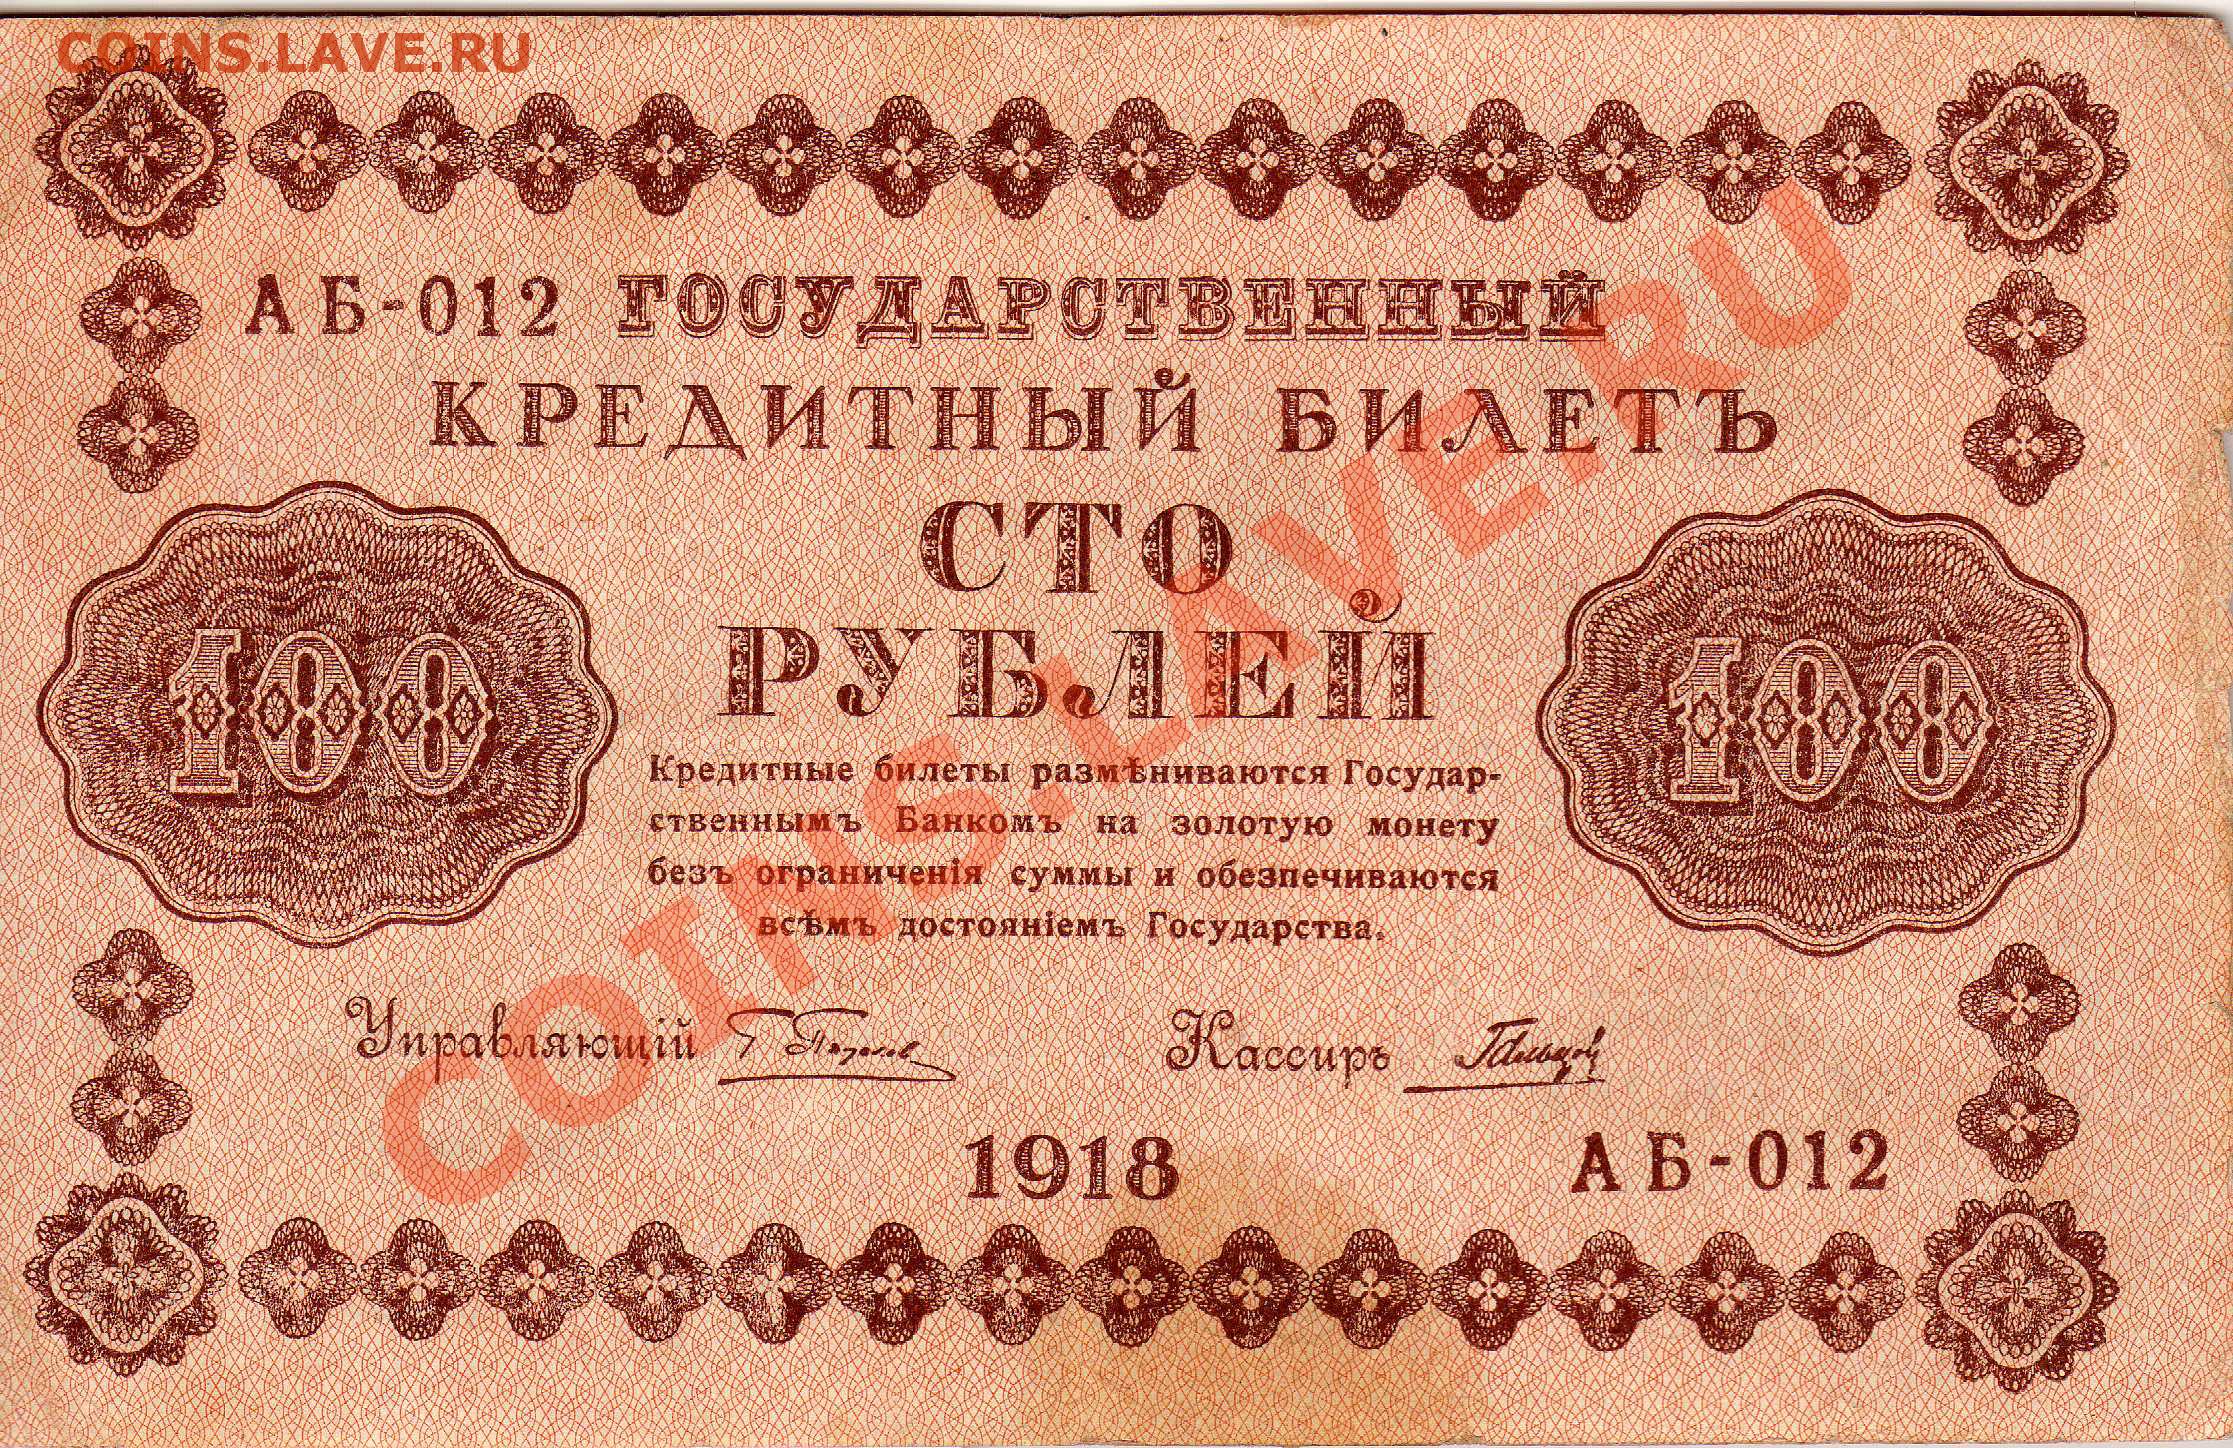 COINS.LAVE.RU
АБ-012 ГОСУДАРСТВЕННЫЙ
КРЕДИТНЫЙ БИЛЕТЪ
СТО
РУБЛЕЙ
100
100
Кредитные билеты размѣниваются Государ-
ственнымъ Банкомъ на золотую монету
безъ ограниченія суммы и обезпечиваются
всѣмъ достояніемъ Государства.
Управляющій
Кассиръ
1918
АБ-012
COINS.LAVE.RU